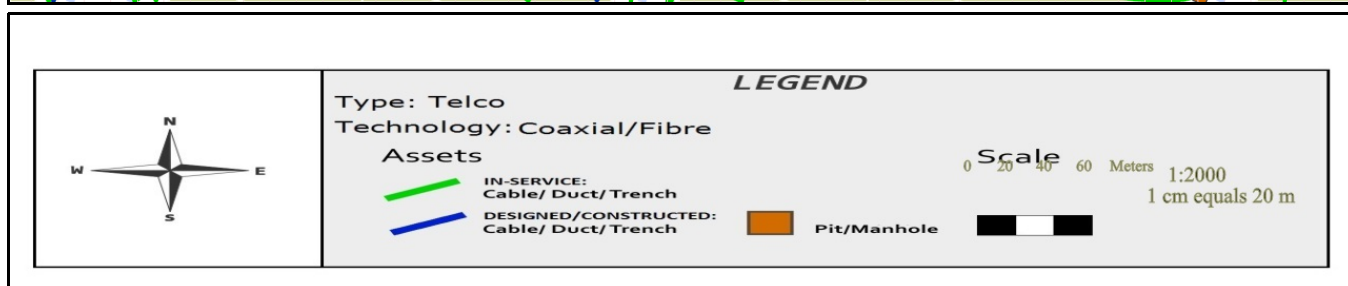 LEGEND
Type: Telco
Technology: Coaxial/Fibre
Assets
Scale
0 20 40 60 Meters
1:2000
1 cm equals 20 m
IN-SERVICE:
Cable/ Duct/ Trench
DESIGNED/CONSTRUCTED:
Cable/ Duct/ Trench
Pit/Manhole
N
W
E
S